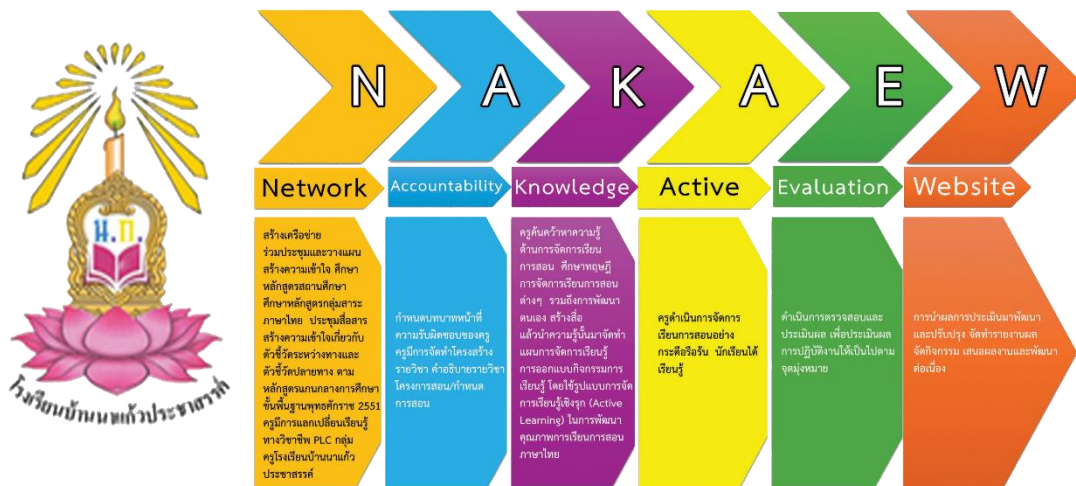 น.ก.
โรงเรียนบ้านนาแก้วประชาสรรค์
N A K A E W
Network
Accountability
Knowledge
Active
Evaluation
Website
สร้างเครือข่าย
ร่วมประชุมและวางแผน
สร้างความเข้าใจ ศึกษา
หลักสูตรสถานศึกษา
ศึกษาหลักสูตรกลุ่มสาระ
ภาษาไทย ประชุมสื่อสาร
สร้างความเข้าใจเกี่ยวกับ
ตัวชี้วัดระหว่างทางและ
ตัวชี้วัดปลายทาง ตาม
หลักสูตรแกนกลางการศึกษา
ขั้นพื้นฐานพุทธศักราช 2551
ครูมีการแลกเปลี่ยนเรียนรู้
ทางวิชาชีพ PLC กลุ่ม
ครูโรงเรียนบ้านนาแก้ว
ประชาสรรค์
กำหนดบทบาทหน้าที่
ความรับผิดชอบของครู
ครูมีการจัดทำโครงสร้าง
รายวิชา คำอธิบายรายวิชา
โครงการสอน/กำหนด
การสอน
ครูค้นคว้าหาความรู้
ด้านการจัดการเรียน
การสอน ศึกษาทฤษฎี
การจัดการเรียนการสอน
ต่างๆ รวมถึงการพัฒนา
ตนเอง สร้างสื่อ
แล้วนำความรู้นั้นมาจัดทำ
แผนการจัดการเรียนรู้
การออกแบบกิจกรรมการ
เรียนรู้ โดยใช้รูปแบบการจัด
การเรียนรู้เชิงรุก (Active
Learning) ในการพัฒนา
คุณภาพการเรียนการสอน
ภาษาไทย
ครูดำเนินการจัดการ
เรียนการสอนอย่าง
กระตือรือร้น นักเรียนได้
เรียนรู้
ดำเนินการตรวจสอบและ
ประเมินผล เพื่อประเมินผล
การปฏิบัติงานให้เป็นไปตาม
จุดมุ่งหมาย
การนำผลการประเมินมาพัฒนา
และปรับปรุง จัดทำรายงานผล
จัดกิจกรรม เสนอผลงานและพัฒนา
ต่อเนื่อง